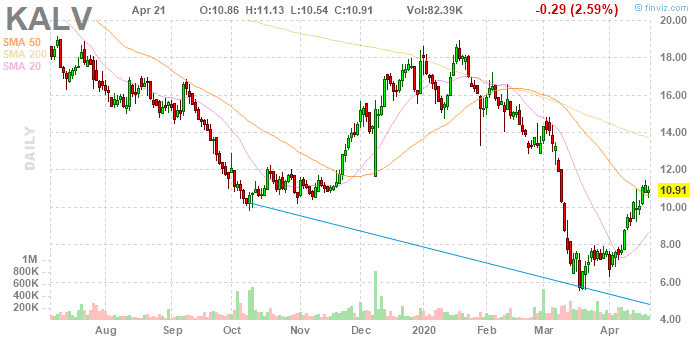 KALV Apr 21 O:10.86 H:11.13 L:10.54 C:10.91 Vol:82.39K -0.29 (2.59%) © finviz.com
SMA 50
SMA 200
SMA 20
DAILY
20.00
18.00
16.00
14.00
12.00
10.91
10.00
8.00
6.00
4.00
1M
800K
600K
400K
200K
Aug Sep Oct Nov Dec 2020 Feb Mar Apr